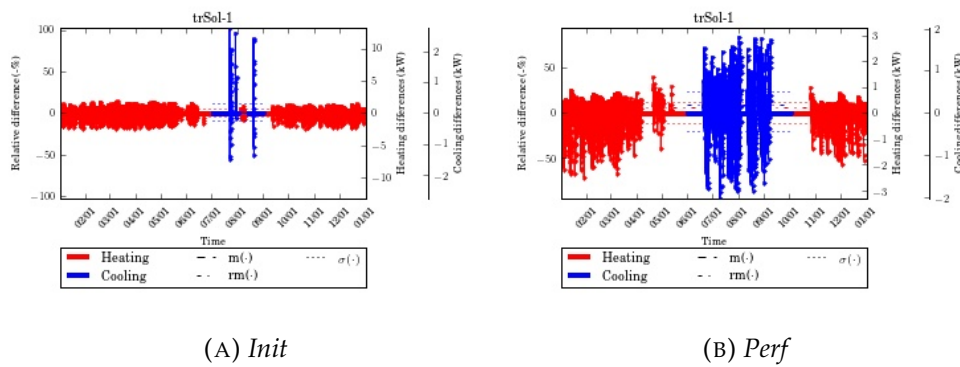 trSol-1
100
50
0
−50
−100
Relative difference (-%)
10
5
0
−5
−10
Heating differences (kW)
2
1
0
−1
−2
Cooling differences (kW)
02/01 03/01 04/01 05/01 06/01 07/01 08/01 09/01 10/01 11/01 12/01 01/01
Time
Heating m(·) σ(·)
Cooling rm(·)
(A) Init
trSol-1
50
0
−50
Relative difference (-%)
3
2
1
0
−1
−2
−3
Heating differences (kW)
2
1
0
−1
−2
Cooling differences (kW)
02/01 03/01 04/01 05/01 06/01 07/01 08/01 09/01 10/01 11/01 12/01 01/01
Time
Heating m(·) σ(·)
Cooling rm(·)
(B) Perf